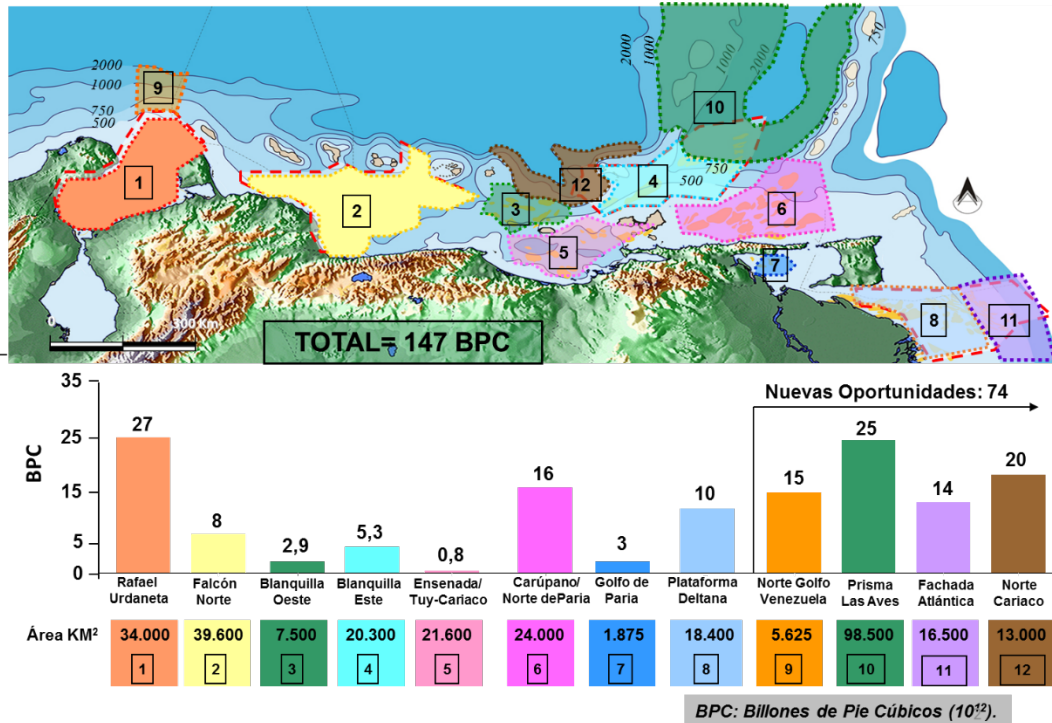 2000
1000
750
500
2000
1000
1000
2000
750
750
500
9
1
2
3
12
4
5
10
6
7
8
11
0
300 Km
TOTAL= 147 BPC
35
25
15
5
0
BPC
Nuevas Oportunidades: 74
27
8
2,9
5,3
0,8
16
3
10
15
25
14
20
Rafael
Urdaneta
Falcón
Norte
Blanquilla
Oeste
Blanquilla
Este
Ensenada/
Tuy-Cariaco
Carúpano/
Norte deParia
Golfo de
Paria
Plataforma
Deltana
Norte Golfo
Venezuela
Prisma
Las Aves
Fachada
Atlántica
Norte
Cariaco
Área KM²
34.000
39.600
7.500
20.300
21.600
24.000
1.875
18.400
5.625
98.500
16.500
13.000
1
2
3
4
5
6
7
8
9
10
11
12
BPC: Billones de Pie Cúbicos (10¹²).